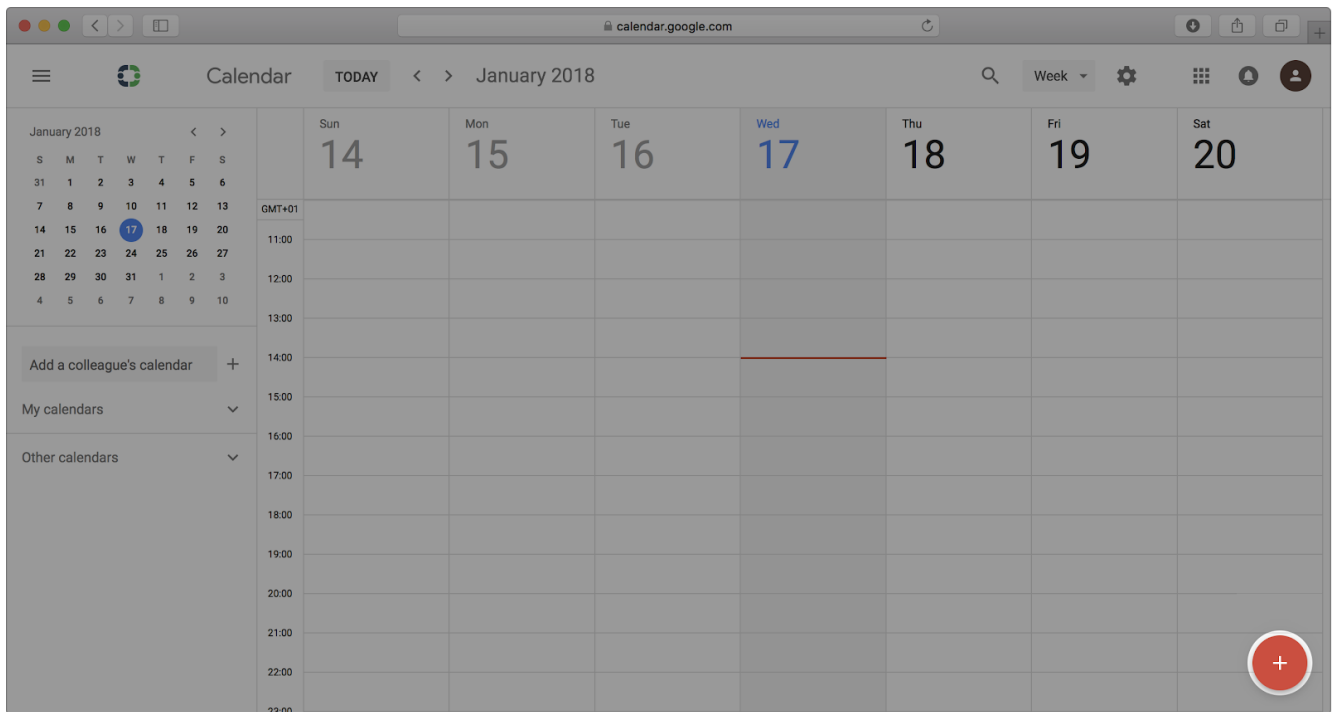 calendar.google.com
Calendar TODAY January 2018 Week
January 2018
S M T W T F S
31 1 2 3 4 5 6
7 8 9 10 11 12 13
14 15 16 17 18 19 20
21 22 23 24 25 26 27
28 29 30 31 1 2 3
4 5 6 7 8 9 10
Add a colleague's calendar +
My calendars
Other calendars
Sun Mon Tue Wed Thu Fri Sat
14 15 16 17 18 19 20
GMT+01
11:00
12:00
13:00
14:00
15:00
16:00
17:00
18:00
19:00
20:00
21:00
22:00
23:00
+